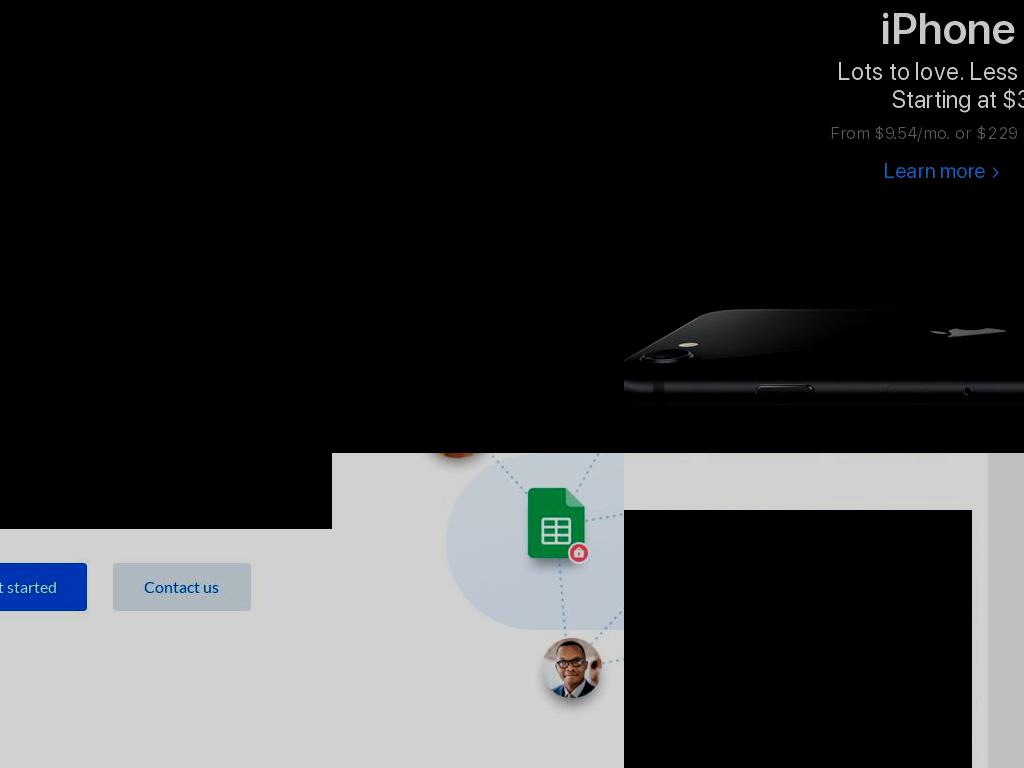 iPhone
Lots to love. Less
Starting at $3
From $9.54/mo. or $229
Learn more >
t started
Contact us